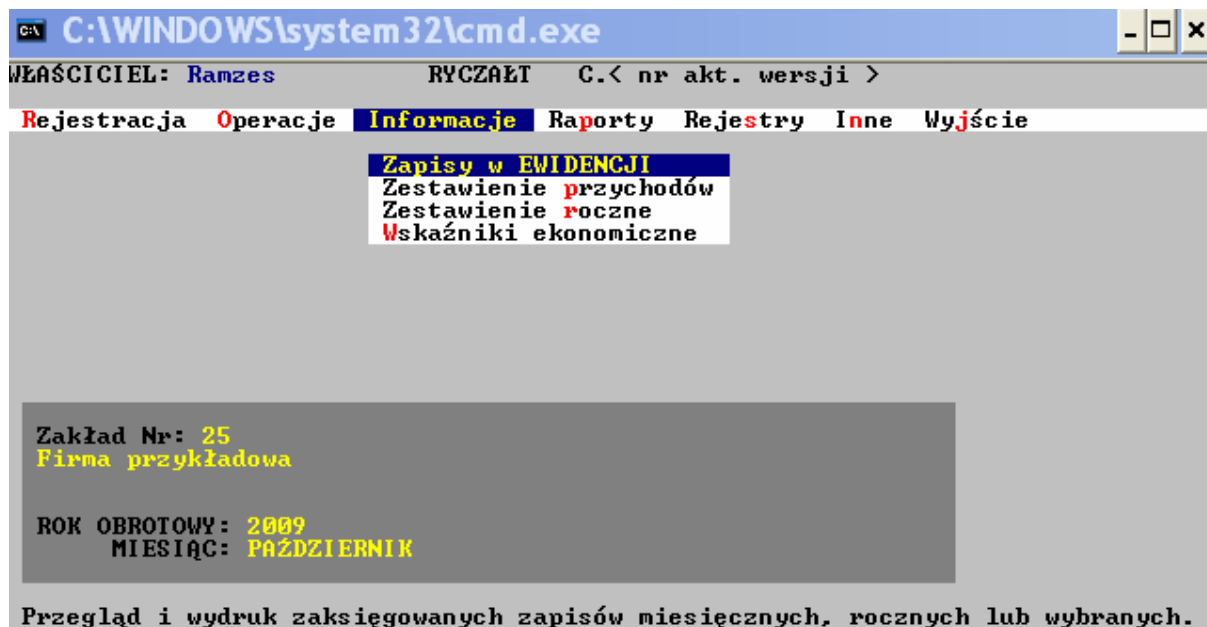 C:\WINDOWS\system32\cmd.exe
WŁAŚCICIEL: Ramzes RYCZAŁT C.< nr akt. wersji >
Rejestracja Operacje Informacje Raporty Rejestry Inne Wyjście
Zapisy w EWIDENCJI
Zestawienie przychodów
Zestawienie roczne
Wskaźniki ekonomiczne
Zakład Nr: 25
Firma przykładowa
ROK OBROTOWY: 2009
MIESIĄC: PAŹDZIERNIK
Przegląd i wydruk zaksięgowanych zapisów miesięcznych, rocznych lub wybranych.